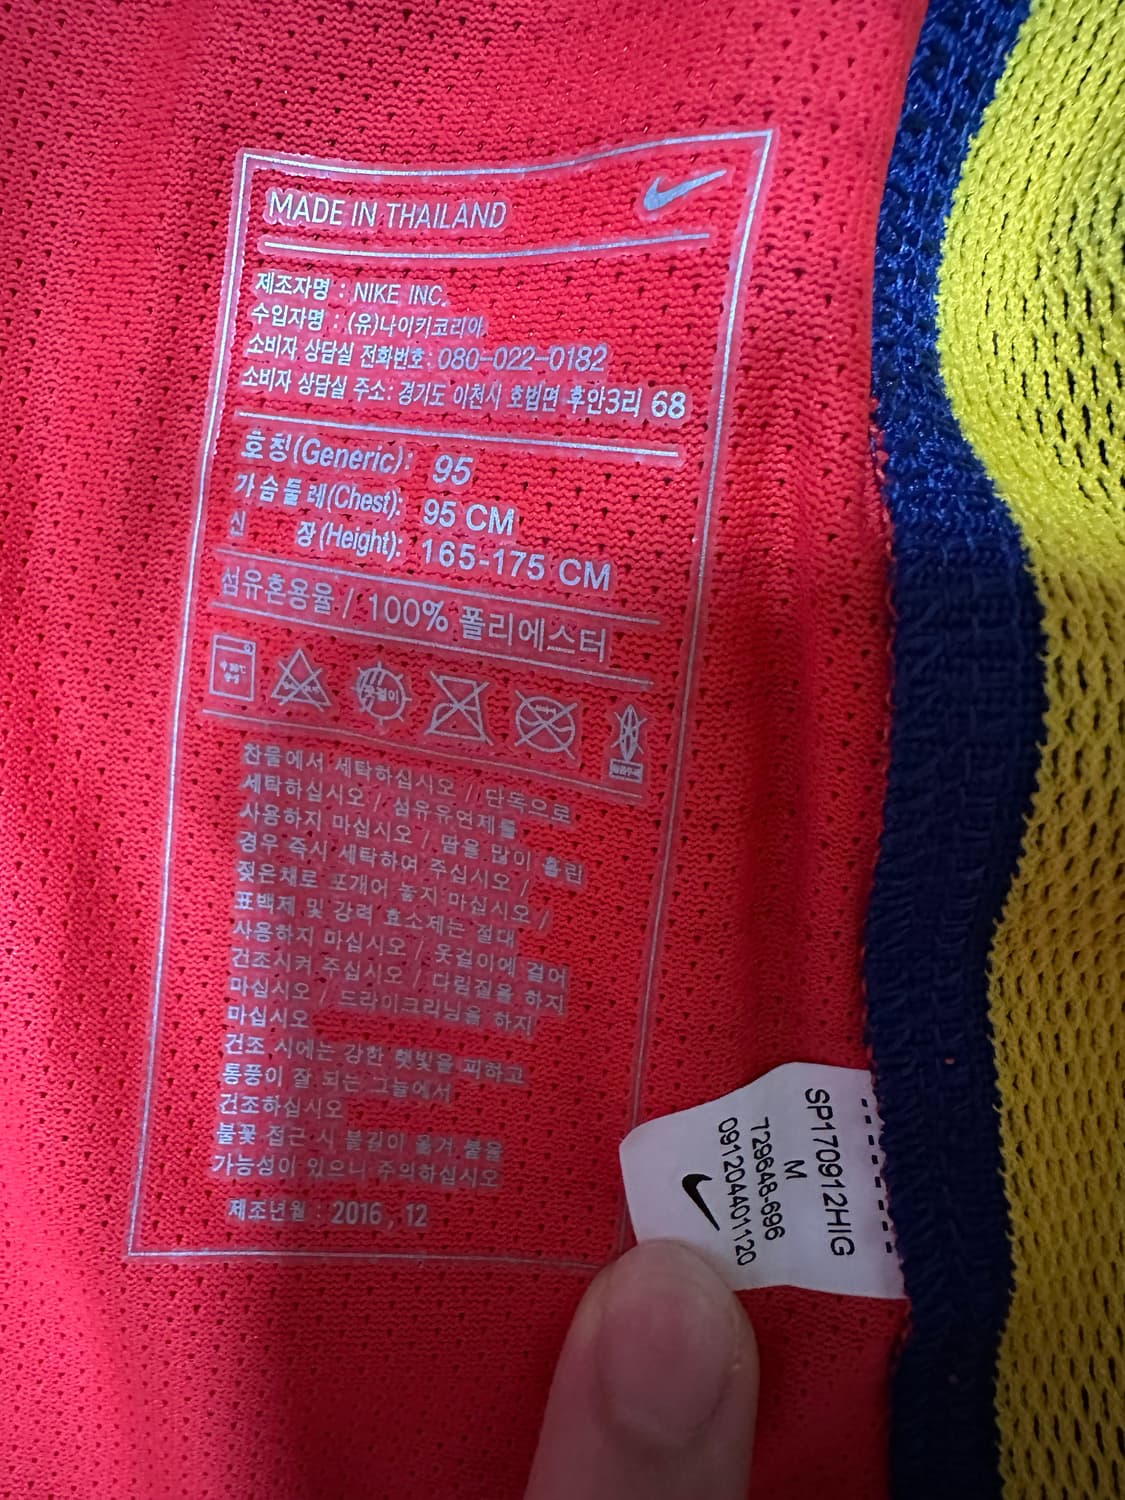 MADE IN THAILAND
제조자명 : NIKE INC.
수입자명 : (유)나이키코리아
소비자 상담실 전화번호: 080-022-0182
소비자 상담실 주소: 경기도 이천시 호법면 후안3리 68
호칭(Generic): 95
가슴둘레(Chest): 95 CM
신 장(Height): 165-175 CM
섬유혼용율 / 100% 폴리에스터
옷걸이
찬물에서 세탁하십시오 / 단독으로
세탁하십시오 / 섬유유연제를
사용하지 마십시오 / 땀을 많이 흘린
경우 즉시 세탁하여 주십시오 /
젖은채로 포개어 놓지 마십시오 /
표백제 및 강력 효소제는 절대
사용하지 마십시오 / 옷걸이에 걸어
건조시켜 주십시오 / 다림질을 하지
마십시오 / 드라이크리닝을 하지
마십시오
건조 시에는 강한 햇빛을 피하고
통풍이 잘 되는 그늘에서
건조하십시오
불꽃 접근 시 불길이 옮겨 붙을
가능성이 있으니 주의하십시오
제조년월 : 2016 , 12
SP170912HIG
M
729648-696
091204401120